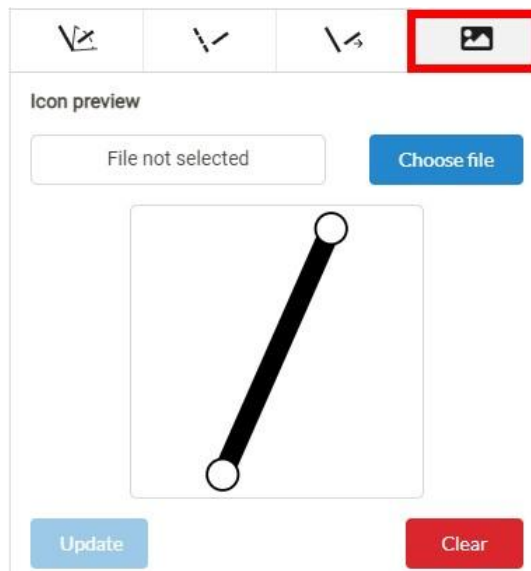 Icon preview
File not selected
Choose file
Update
Clear